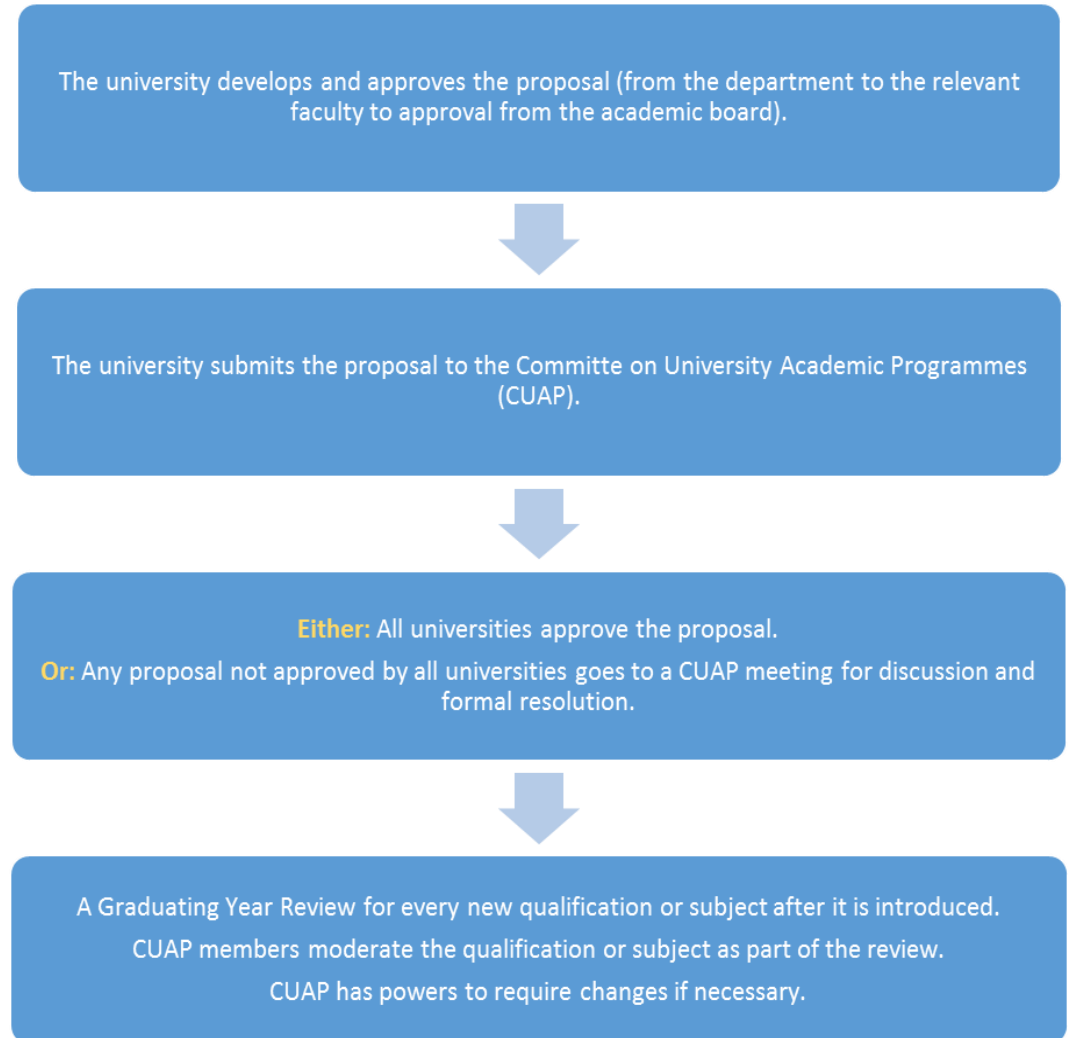 The university develops and approves the proposal (from the department to the relevant
faculty to approval from the academic board).
The university submits the proposal to the Committe on University Academic Programmes
(CUAP).
Either: All universities approve the proposal.
Or: Any proposal not approved by all universities goes to a CUAP meeting for discussion and
formal resolution.
A Graduating Year Review for every new qualification or subject after it is introduced.
CUAP members moderate the qualification or subject as part of the review.
CUAP has powers to require changes if necessary.